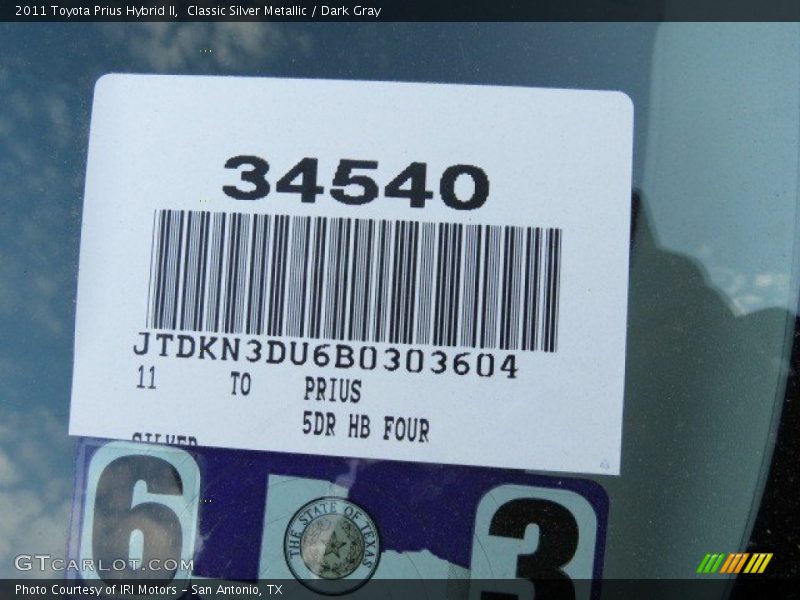 2011 Toyota Prius Hybrid II, Classic Silver Metallic / Dark Gray
34540
JTDKN3DU6B0303604
11 TO PRIUS
5DR HB FOUR
SILVER
6 3
THE STATE OF TEXAS
GTCARLOT.COM
Photo Courtesy of IRI Motors - San Antonio, TX